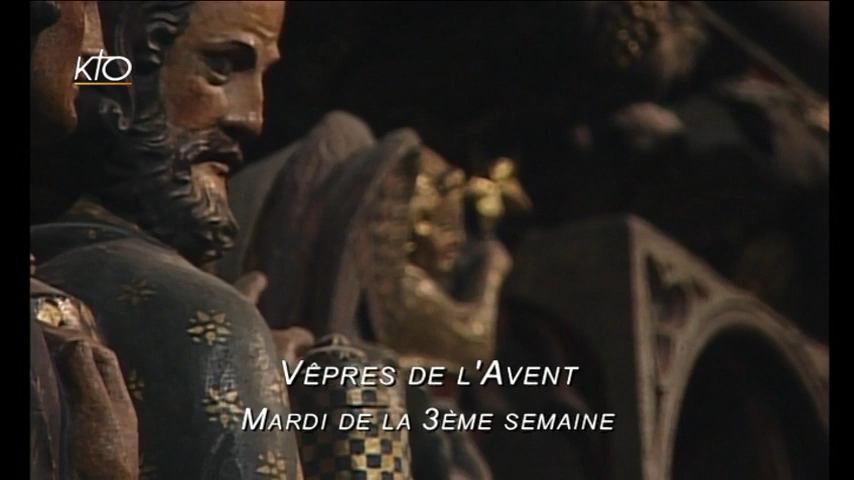 KTO
VÊPRES DE L'AVENT
MARDI DE LA 3ÈME SEMAINE